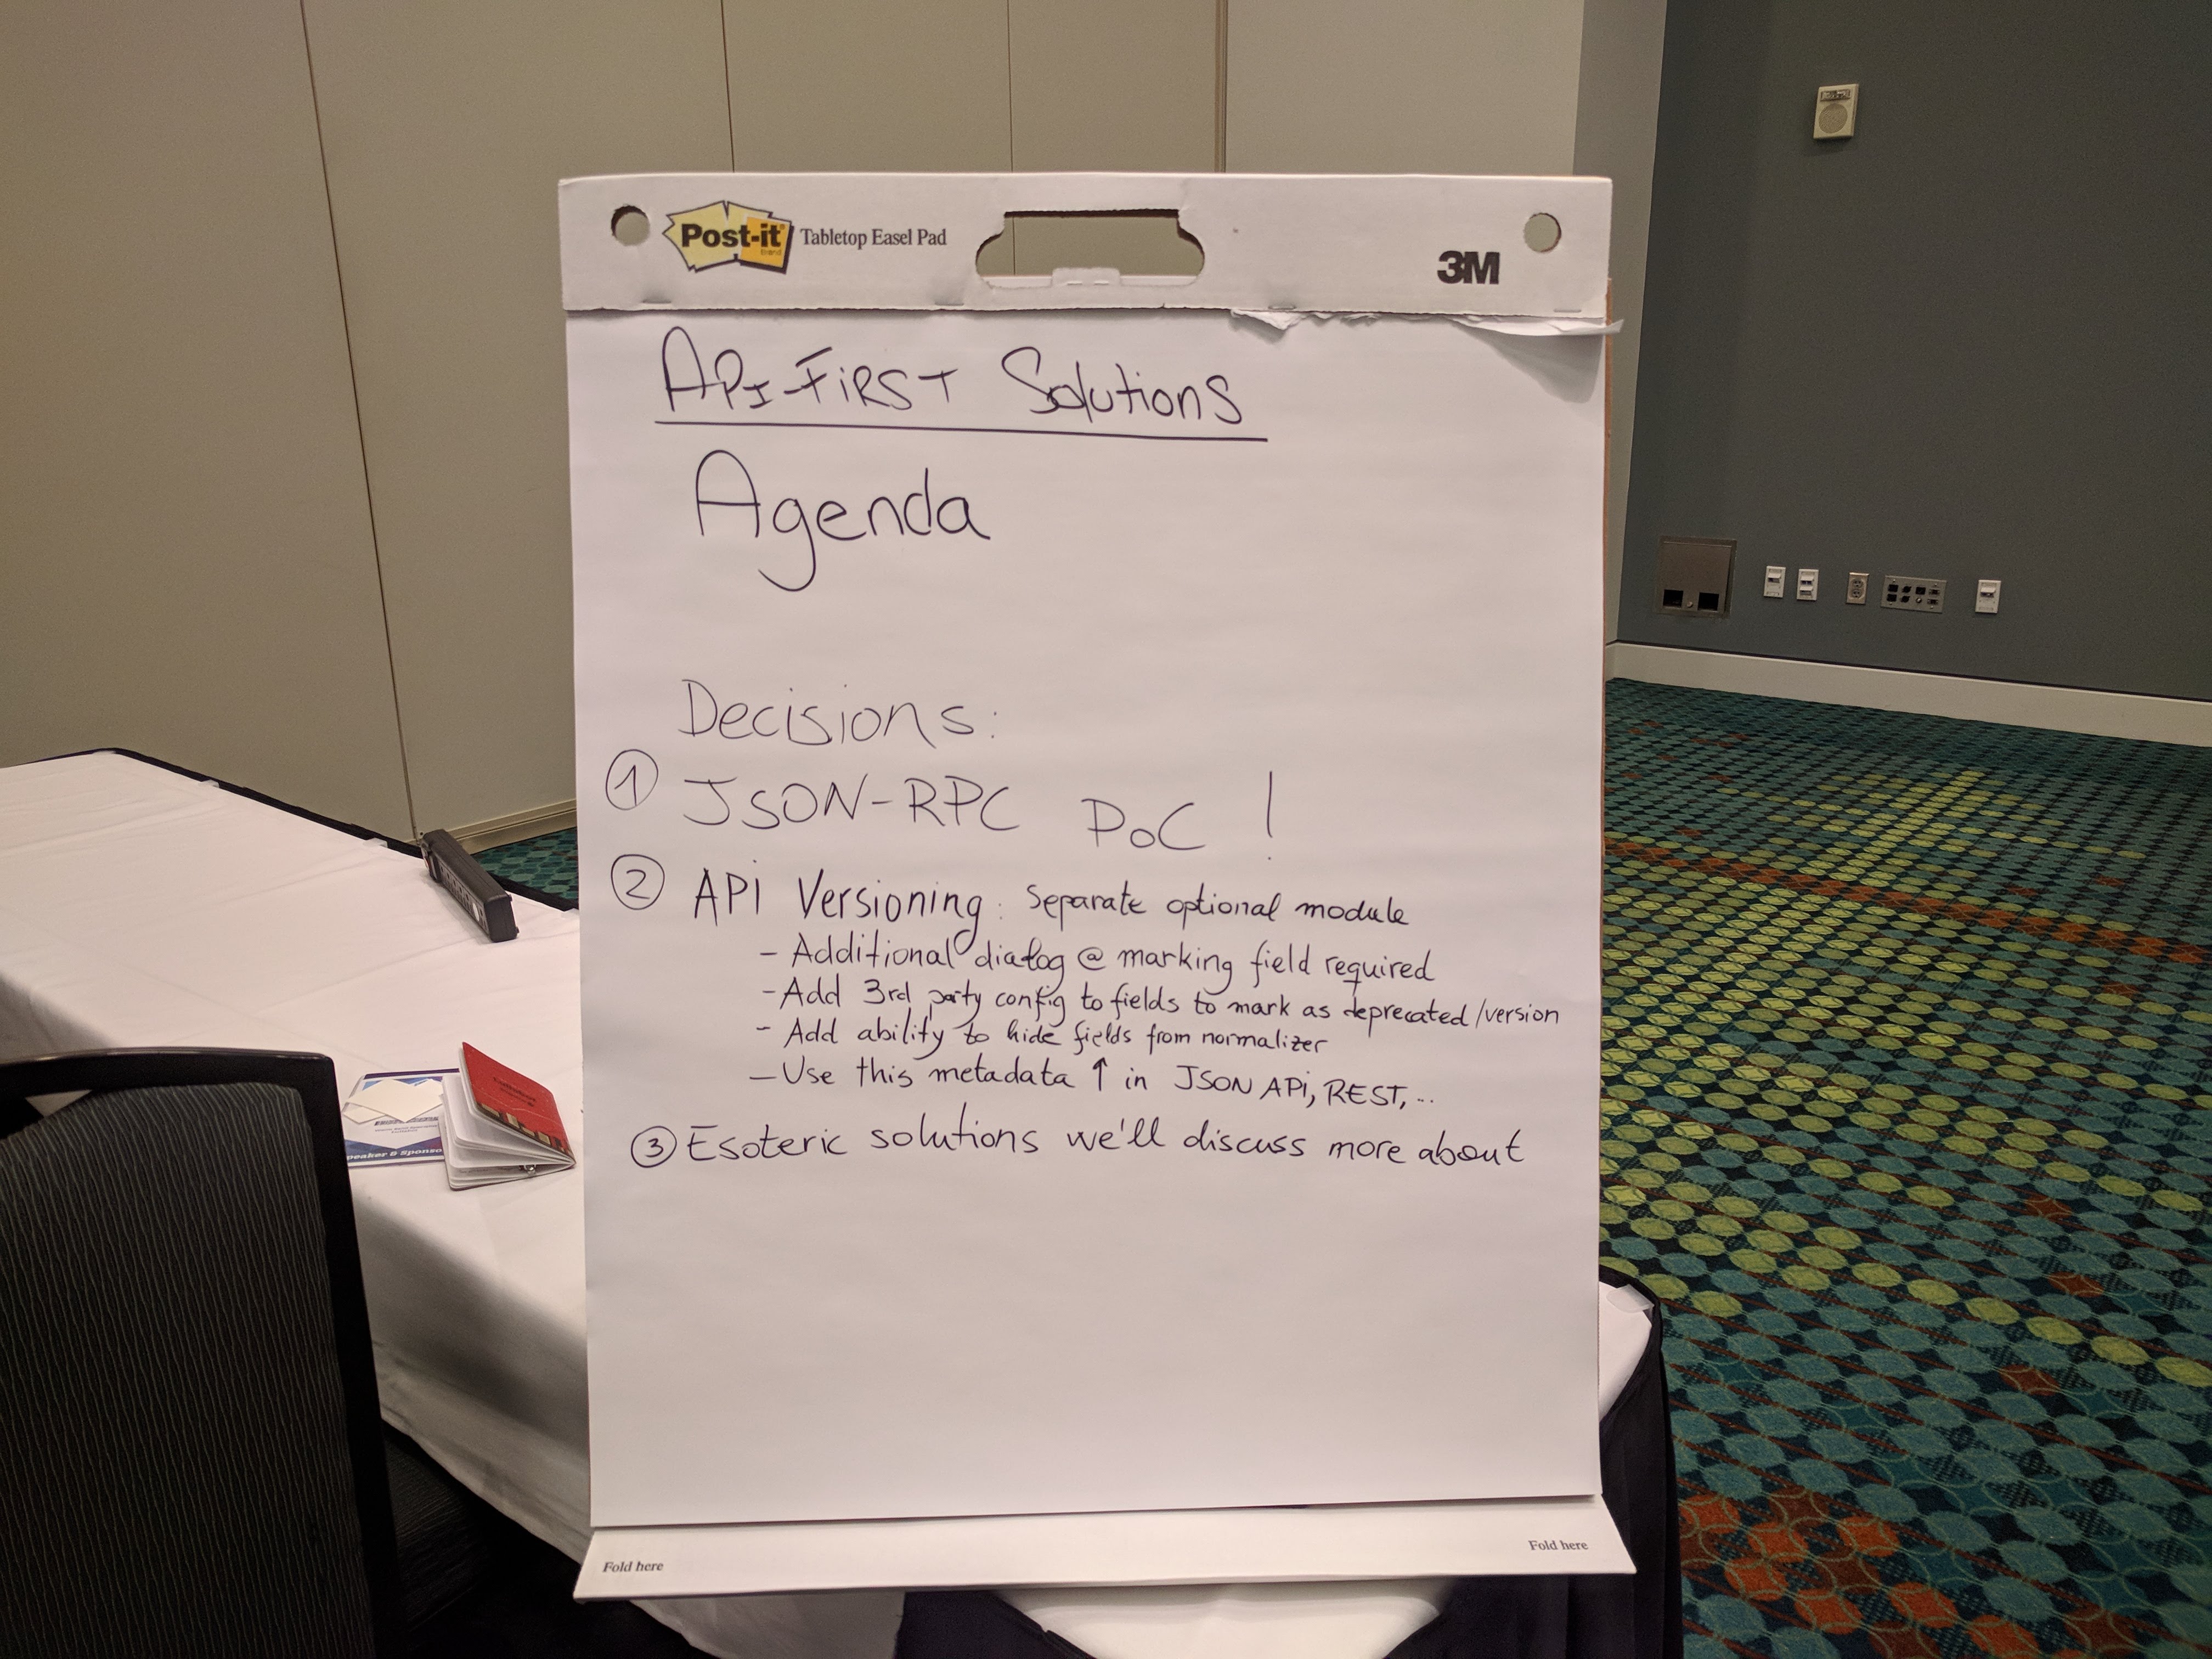 Post-it
Brand
Tabletop Easel Pad
3M
API-FiRST Solutions
Agenda
Decisions:
① JSON-RPC PoC !
② API Versioning: separate optional module
- Additional dialog @ marking field required
- Add 3rd party config to fields to mark as deprecated/version
- Add ability to hide fields from normalizer
- Use this metadata ↑ in JSON API, REST, ..
③ Esoteric solutions we'll discuss more about
peaker & Sponso
Fold here
Fold here